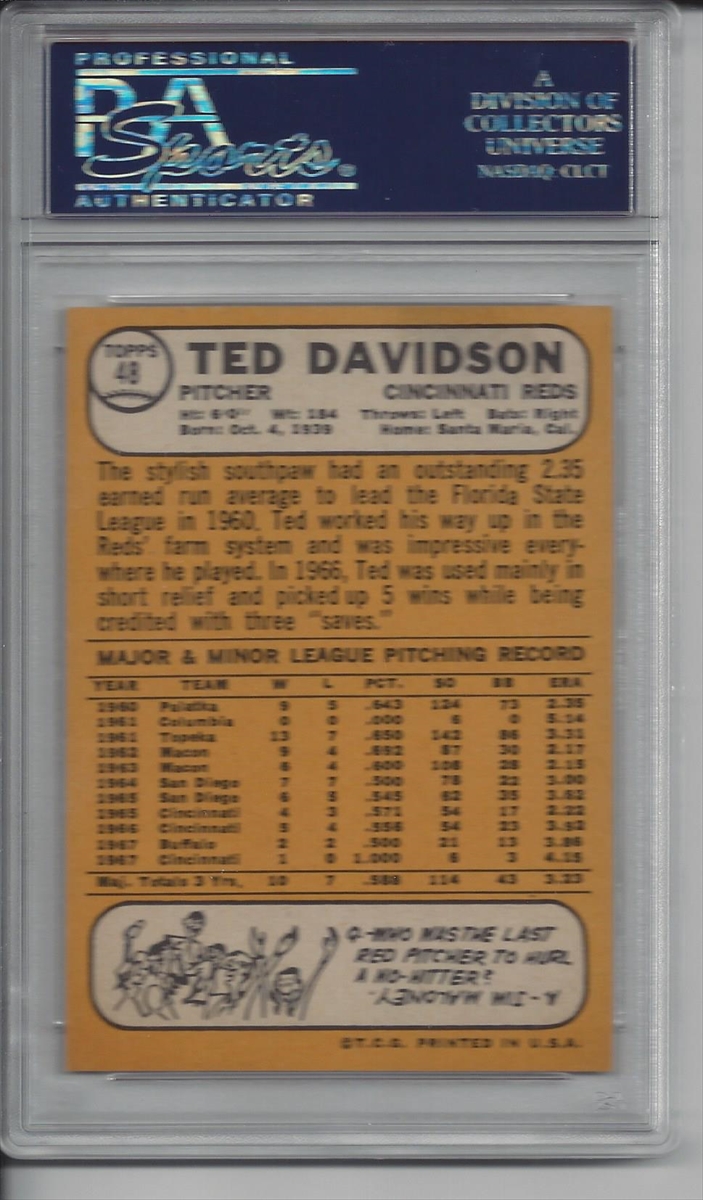 PROFESSIONAL
PSA
Sports®
AUTHENTICATOR
A
DIVISION OF
COLLECTORS
UNIVERSE
NASDAQ: CLCT
TOPPS
48
TED DAVIDSON
PITCHER CINCINNATI REDS
Ht: 6'0" Wt: 184 Throws: Left Bats: Right
Born: Oct. 4, 1939 Home: Santa Maria, Cal.
The stylish southpaw had an outstanding 2.35
earned run average to lead the Florida State
League in 1960. Ted worked his way up in the
Reds' farm system and was impressive every-
where he played. In 1966, Ted was used mainly in
short relief and picked up 5 wins while being
credited with three "saves."
MAJOR & MINOR LEAGUE PITCHING RECORD
YEAR TEAM W L PCT. SO BB ERA
1960 Palatka 9 5 .643 124 73 2.35
1961 Columbia 0 0 .000 6 0 5.14
1961 Topeka 13 7 .650 142 86 3.31
1962 Macon 9 4 .692 87 30 2.17
1963 Macon 6 4 .600 108 28 2.15
1964 San Diego 7 7 .500 78 22 3.00
1965 San Diego 6 5 .545 62 35 3.62
1965 Cincinnati 4 3 .571 54 17 2.22
1966 Cincinnati 5 4 .556 54 23 3.92
1967 Buffalo 2 2 .500 21 13 3.86
1967 Cincinnati 1 0 1.000 6 3 4.15
Maj. Totals 3 Yrs. 10 7 .588 114 43 3.23
Q-WHO WAS THE LAST
RED PITCHER TO HURL
A NO-HITTER?
A-JIM MALONEY.
©T.C.G. PRINTED IN U.S.A.